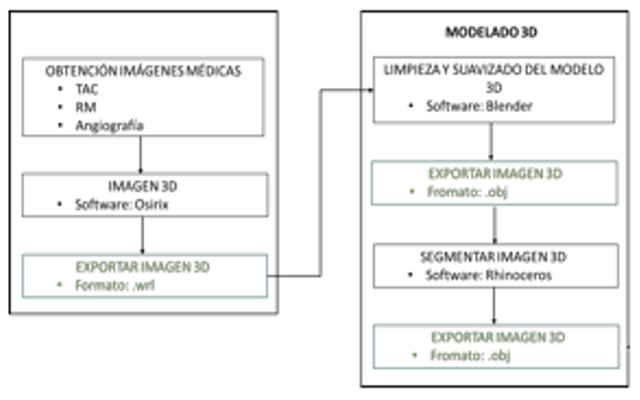 OBTENCIÓN IMÁGENES MÉDICAS
• TAC
• RM
• Angiografía
IMAGEN 3D
• Software: Osirix
EXPORTAR IMAGEN 3D
• Formato: .wrl
MODELADO 3D
LIMPIEZA Y SUAVIZADO DEL MODELO
3D
• Software: Blender
EXPORTAR IMAGEN 3D
• Fromato: .obj
SEGMENTAR IMAGEN 3D
• Software: Rhinoceros
EXPORTAR IMAGEN 3D
• Fromato: .obj